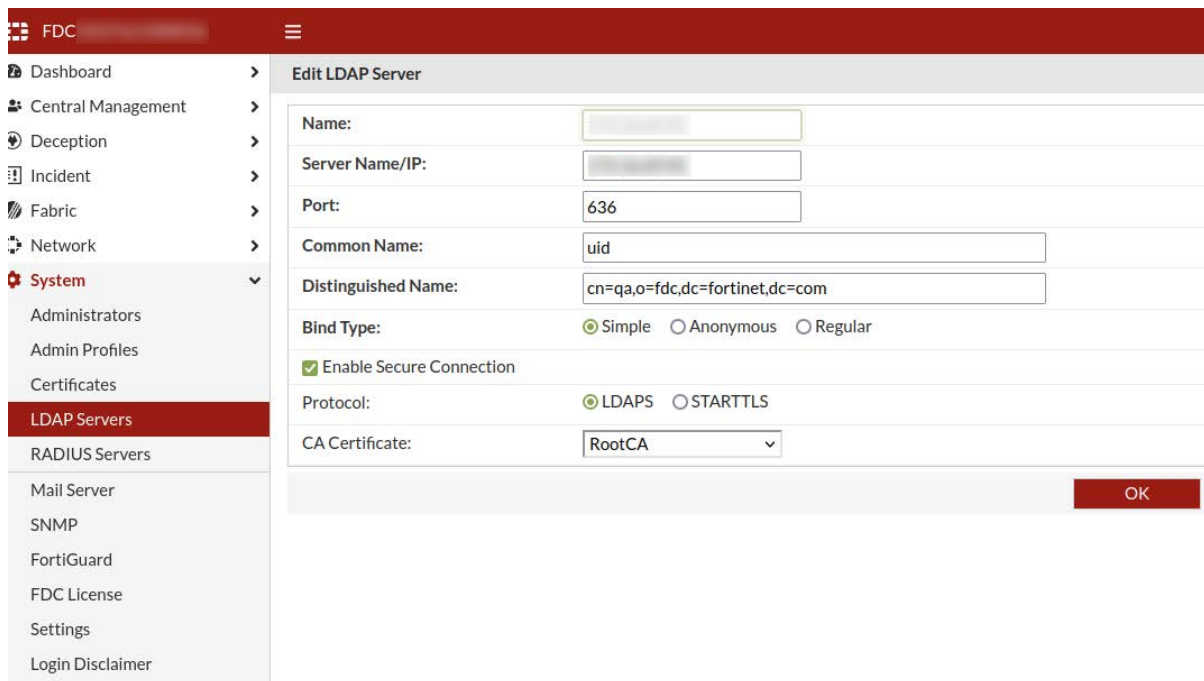 FDC
Dashboard
Central Management
Deception
Incident
Fabric
Network
System
Administrators
Admin Profiles
Certificates
LDAP Servers
RADIUS Servers
Mail Server
SNMP
FortiGuard
FDC License
Settings
Login Disclaimer
Edit LDAP Server
Name:
Server Name/IP:
Port: 636
Common Name: uid
Distinguished Name: cn=qa,o=fdc,dc=fortinet,dc=com
Bind Type: Simple Anonymous Regular
Enable Secure Connection
Protocol: LDAPS STARTTLS
CA Certificate: RootCA
OK